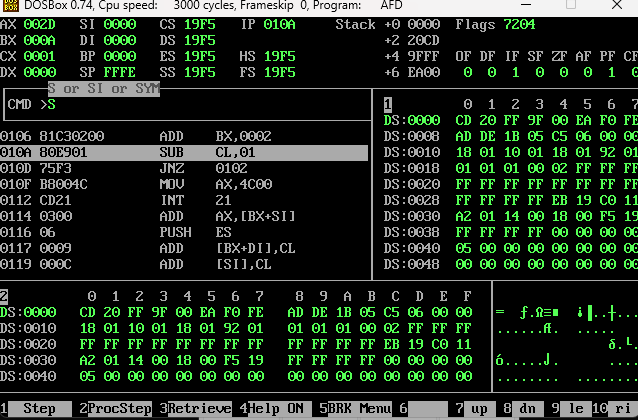 DOSBox 0.74, Cpu speed: 3000 cycles, Frameskip 0, Program: AFD
AX 002D SI 0000 CS 19F5 IP 010A Stack +0 0000 Flags 7204
BX 000A DI 0000 DS 19F5 +2 20CD
CX 0001 BP 0000 ES 19F5 HS 19F5 +4 9FFF OF DF IF SF ZF AF PF CF
DX 0000 SP FFFE SS 19F5 FS 19F5 +6 EA00 0 0 1 0 0 0 1
S or SI or SYM
CMD >S
1 0 1 2 3 4 5 6 7
DS:0000 CD 20 FF 9F 00 EA F0 FE
0106 81C30200 ADD BX,0002 DS:0008 AD DE 1B 05 C5 06 00 00
010A 80E901 SUB CL,01 DS:0010 18 01 10 01 18 01 92 01
010D 75F3 JNZ 0102 DS:0018 01 01 01 00 02 FF FF FF
010F B8004C MOV AX,4C00 DS:0020 FF FF FF FF FF FF FF FF
0112 CD21 INT 21 DS:0028 FF FF FF FF EB 19 C0 11
0114 0300 ADD AX,[BX+SI] DS:0030 A2 01 14 00 18 00 F5 19
0116 06 PUSH ES DS:0038 FF FF FF FF 00 00 00 00
0117 0009 ADD [BX+DI],CL DS:0040 05 00 00 00 00 00 00 00
0119 000C ADD [SI],CL DS:0048 00 00 00 00 00 00 00 00
2 0 1 2 3 4 5 6 7 8 9 A B C D E F
DS:0000 CD 20 FF 9F 00 EA F0 FE AD DE 1B 05 C5 06 00 00
DS:0010 18 01 10 01 18 01 92 01 01 01 01 00 02 FF FF FF
DS:0020 FF FF FF FF FF FF FF FF FF FF FF FF EB 19 C0 11
DS:0030 A2 01 14 00 18 00 F5 19 FF FF FF FF 00 00 00 00
DS:0040 05 00 00 00 00 00 00 00 00 00 00 00 00 00 00 00
1 Step 2 ProcStep 3 Retrieve 4 Help ON 5 BRK Menu 6 7 up 8 dn 9 le 10 ri